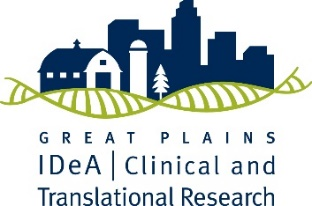 GREAT PLAINS
IDeA | Clinical and
Translational Research